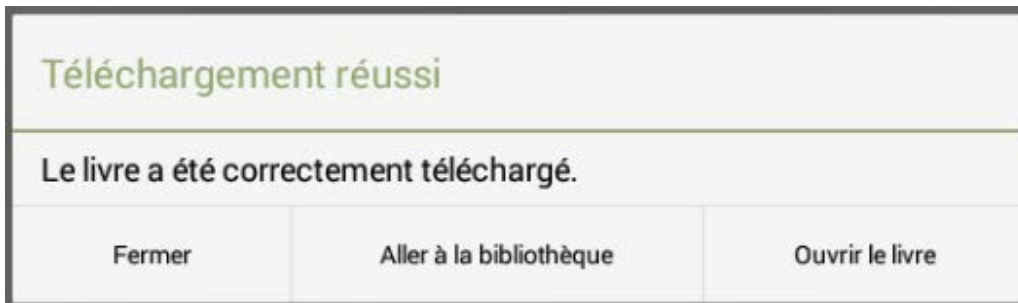 Téléchargement réussi
Le livre a été correctement téléchargé.
Fermer
Aller à la bibliothèque
Ouvrir le livre